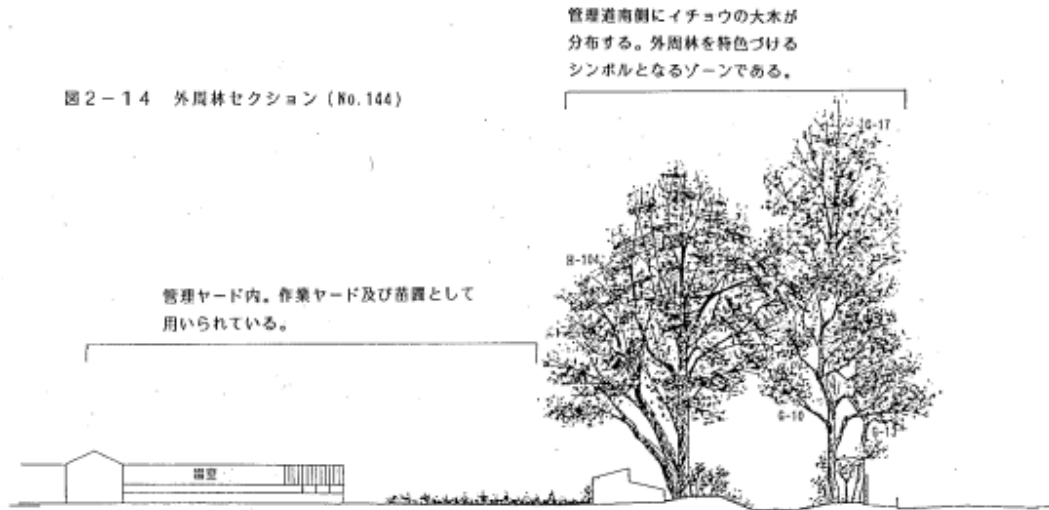 管理道南側にイチョウの大木が
分布する。外周林を特色づける
シンボルとなるゾーンである。
図2-14 外周林セクション(No.144)
B-104
管理ヤード内。作業ヤード及び苗圃として
用いられている。
G-10
温室